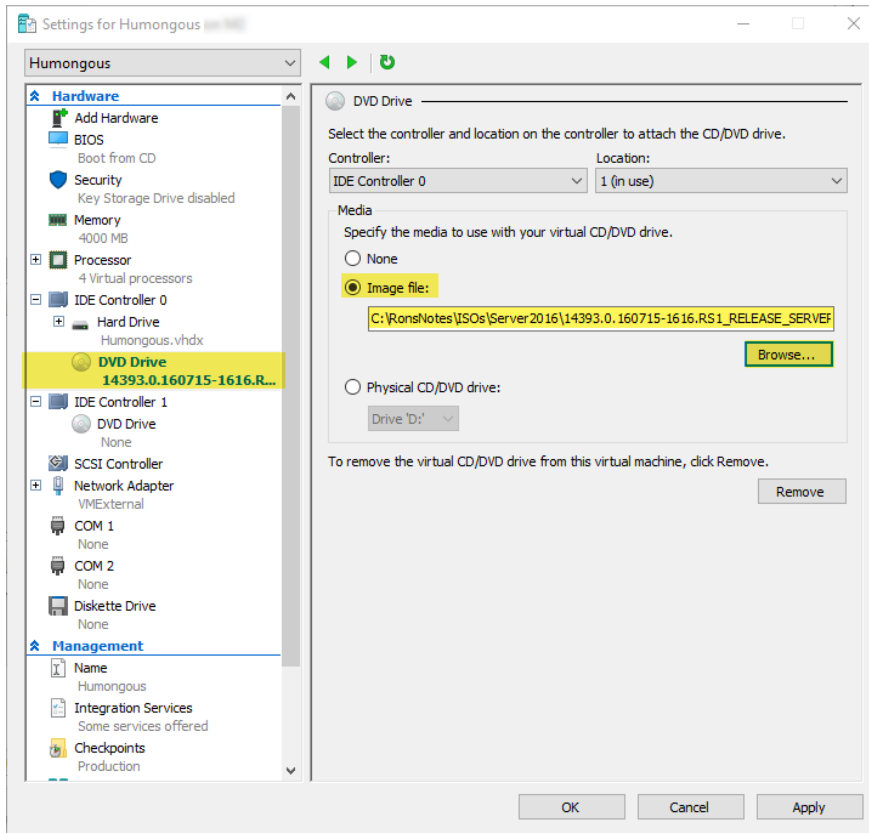 Settings for Humongous
Humongous
Hardware
Add Hardware
BIOS
Boot from CD
Security
Key Storage Drive disabled
Memory
4000 MB
Processor
4 Virtual processors
IDE Controller 0
Hard Drive
Humongous.vhdx
DVD Drive
14393.0.160715-1616.R...
IDE Controller 1
DVD Drive
None
SCSI Controller
Network Adapter
VMExternal
COM 1
None
COM 2
None
Diskette Drive
None
Management
Name
Humongous
Integration Services
Some services offered
Checkpoints
Production
DVD Drive
Select the controller and location on the controller to attach the CD/DVD drive.
Controller: Location:
IDE Controller 0 1 (in use)
Media
Specify the media to use with your virtual CD/DVD drive.
None
Image file:
C:\RonsNotes\ISOs\Server2016\14393.0.160715-1616.RS1_RELEASE_SERVER
Browse...
Physical CD/DVD drive:
Drive 'D:'
To remove the virtual CD/DVD drive from this virtual machine, click Remove.
Remove
OK Cancel Apply